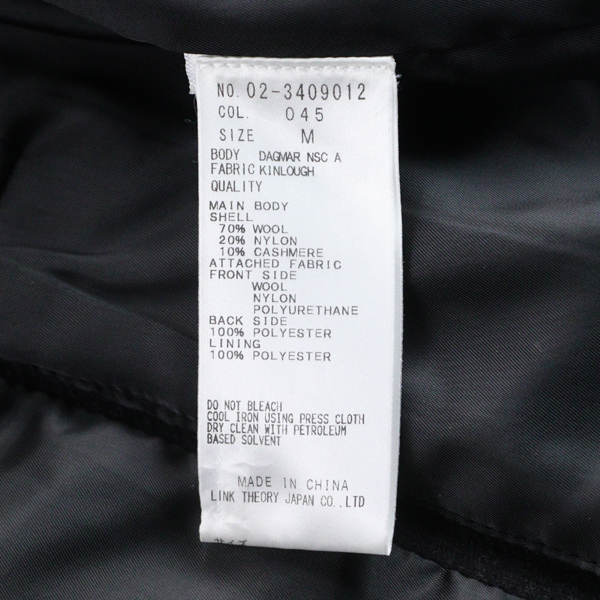 NO. 02-3409012
COL. 045
SIZE M
BODY DAGMAR NSC A
FABRIC KINLOUGH
QUALITY
MAIN BODY
SHELL
70% WOOL
20% NYLON
10% CASHMERE
ATTACHED FABRIC
FRONT SIDE
WOOL
NYLON
POLYURETHANE
BACK SIDE
100% POLYESTER
LINING
100% POLYESTER
DO NOT BLEACH
COOL IRON USING PRESS CLOTH
DRY CLEAN WITH PETROLEUM
BASED SOLVENT
MADE IN CHINA
LINK THEORY JAPAN CO.,LTD